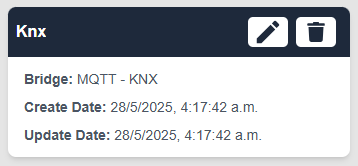 Knx
Bridge: MQTT - KNX
Create Date: 28/5/2025, 4:17:42 a.m.
Update Date: 28/5/2025, 4:17:42 a.m.